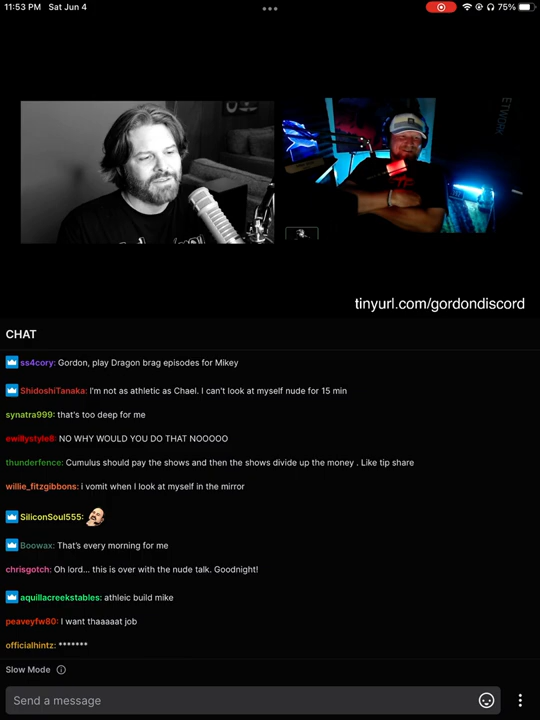 11:53 PM Sat Jun 4
75%
ETWORK
tinyurl.com/gordondiscord
CHAT
ss4cory: Gordon, play Dragon brag episodes for Mikey
ShidoshiTanaka: I'm not as athletic as Chael. I can't look at myself nude for 15 min
synatra999: that's too deep for me
ewillystyle8: NO WHY WOULD YOU DO THAT NOOOOO
thunderfence: Cumulus should pay the shows and then the shows divide up the money . Like tip share
willie_fitzgibbons: i vomit when I look at myself in the mirror
SiliconSoul555:
Boowax: That's every morning for me
chrisgotch: Oh lord... this is over with the nude talk. Goodnight!
aquillacreekstables: athleic build mike
peaveyfw80: I want thaaaaat job
officialhintz: *******
Slow Mode
Send a message